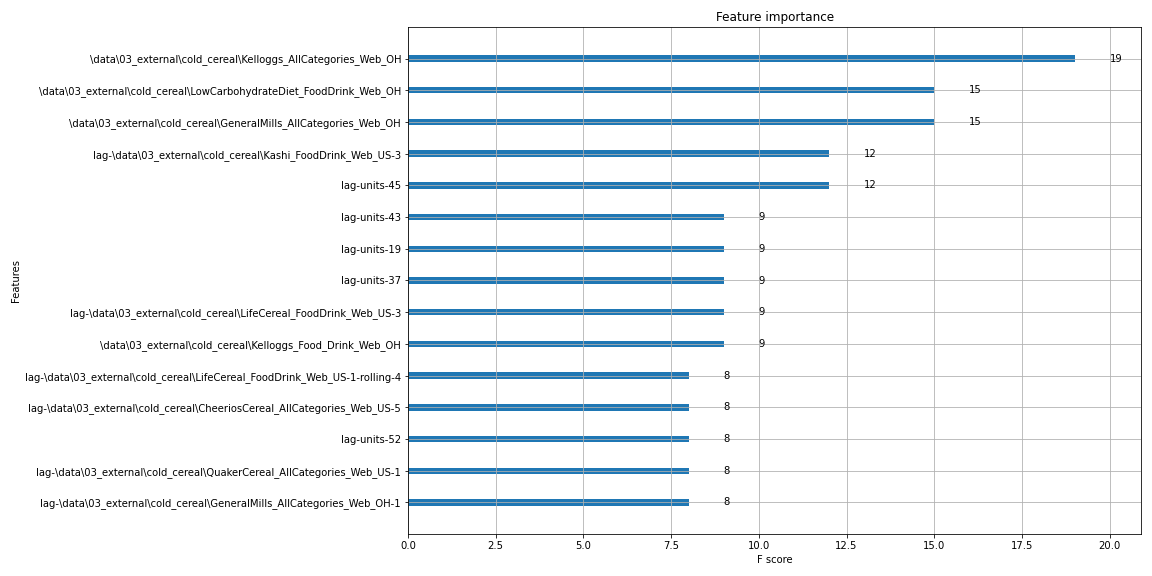 Feature importance
\data\03_external\cold_cereal\Kelloggs_AllCategories_Web_OH
19
\data\03_external\cold_cereal\LowCarbohydrateDiet_FoodDrink_Web_OH
15
\data\03_external\cold_cereal\GeneralMills_AllCategories_Web_OH
15
lag-\data\03_external\cold_cereal\Kashi_FoodDrink_Web_US-3
12
lag-units-45
12
lag-units-43
9
lag-units-19
9
lag-units-37
9
Features
lag-\data\03_external\cold_cereal\LifeCereal_FoodDrink_Web_US-3
9
\data\03_external\cold_cereal\Kelloggs_Food_Drink_Web_OH
9
lag-\data\03_external\cold_cereal\LifeCereal_FoodDrink_Web_US-1-rolling-4
8
lag-\data\03_external\cold_cereal\CheeriosCereal_AllCategories_Web_US-5
8
lag-units-52
8
lag-\data\03_external\cold_cereal\QuakerCereal_AllCategories_Web_US-1
8
lag-\data\03_external\cold_cereal\GeneralMills_AllCategories_Web_OH-1
8
0.0 2.5 5.0 7.5 10.0 12.5 15.0 17.5 20.0
F score